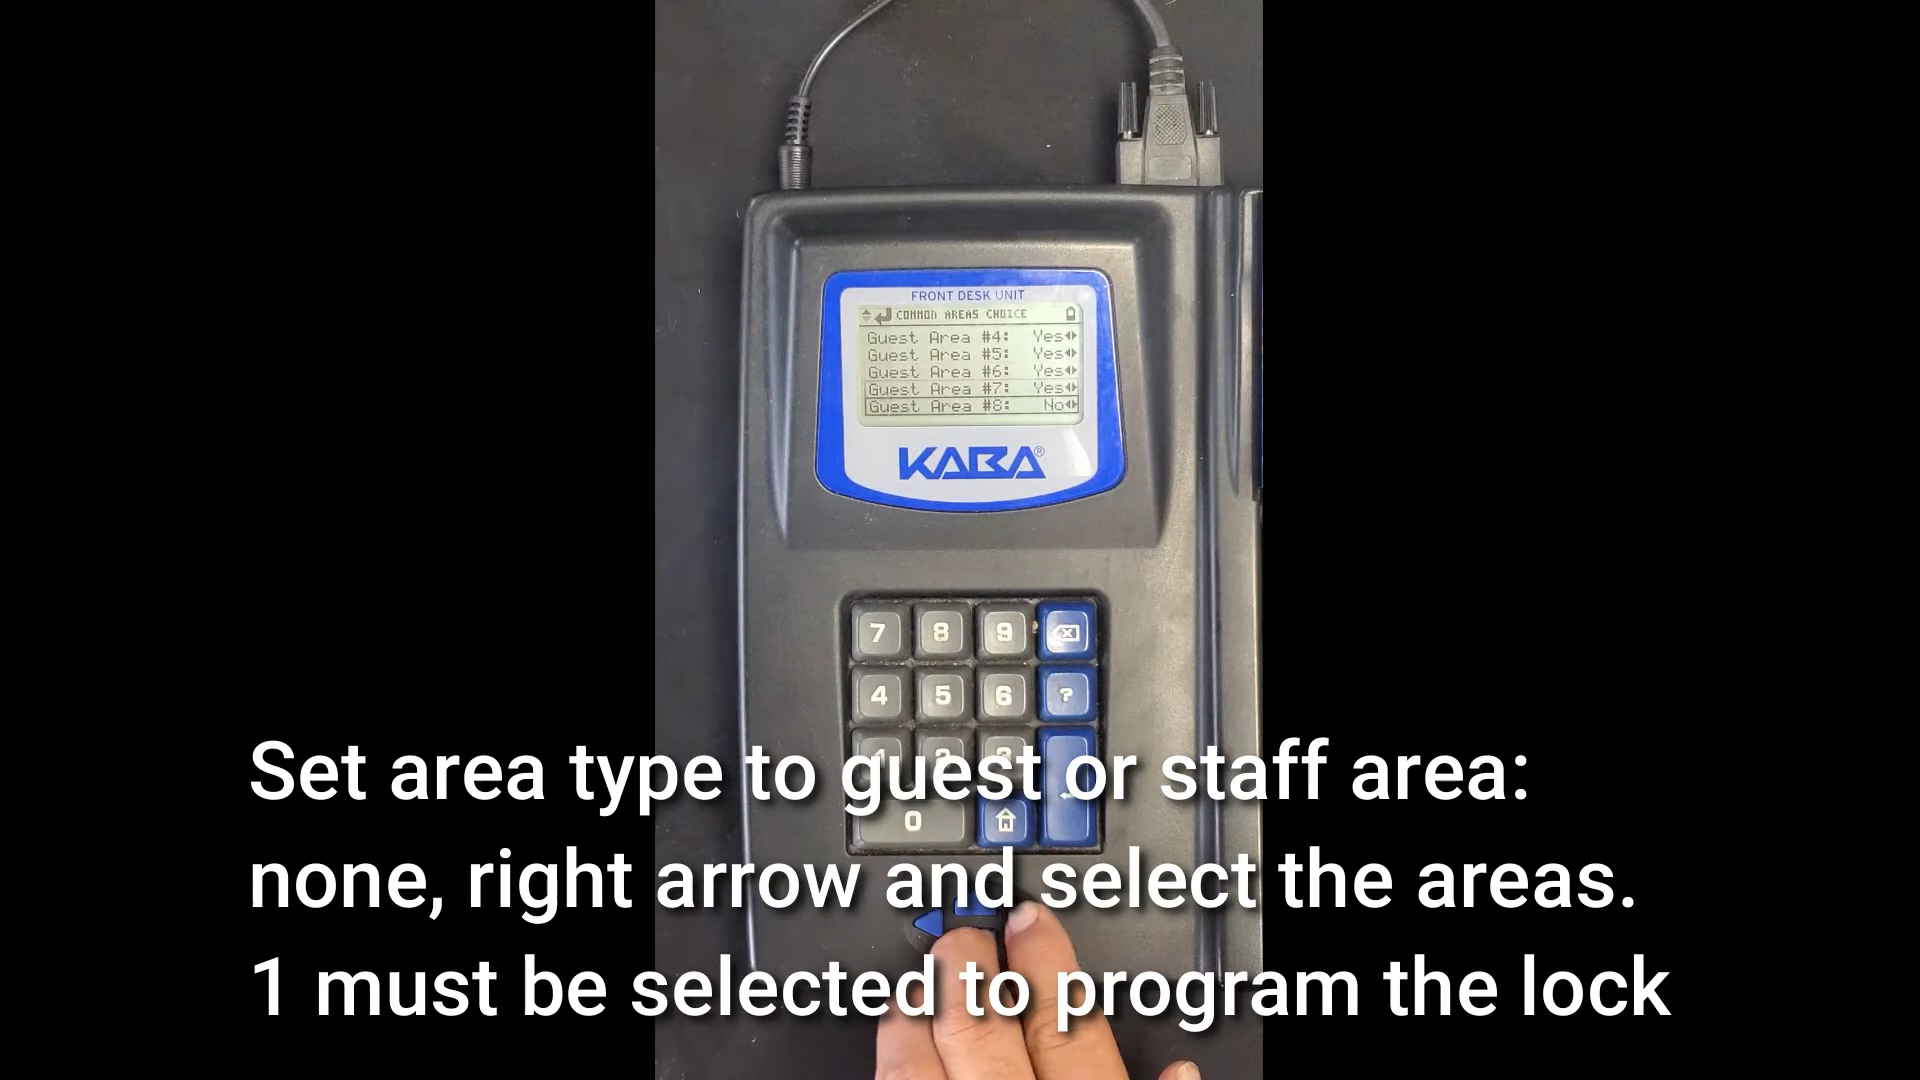 FRONT DESK UNIT
COMMON AREAS CHOICE
Guest Area #4: Yes
Guest Area #5: Yes
Guest Area #6: Yes
Guest Area #7: Yes
Guest Area #8: No
KABA®
7 8 9
4 5 6 ?
1 2 3
0
Set area type to guest or staff area:
none, right arrow and select the areas.
1 must be selected to program the lock